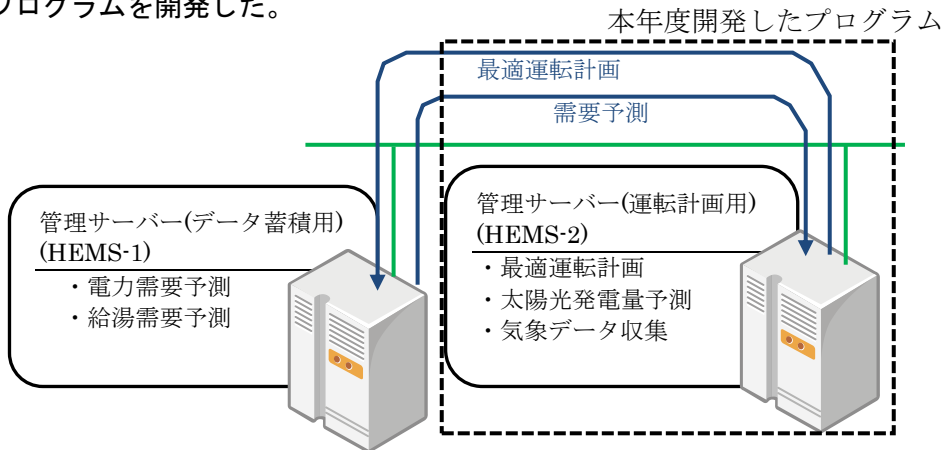 プログラムを開発した。
本年度開発したプログラム
最適運転計画
需要予測
管理サーバー(データ蓄積用)
(HEMS-1)
・電力需要予測
・給湯需要予測
管理サーバー(運転計画用)
(HEMS-2)
・最適運転計画
・太陽光発電量予測
・気象データ収集